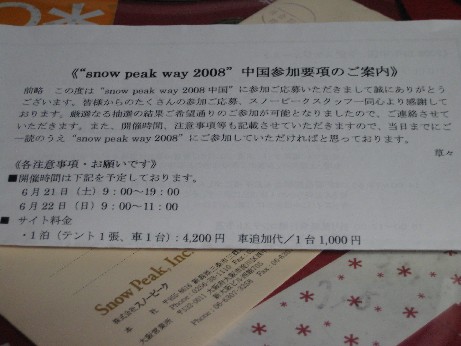 《“snow peak way 2008” 中国参加要項のご案内》
前略 この度は“snow peak way 2008 中国”に参加ご応募いただきまして誠にありがとう
ございます。皆様からのたくさんの参加ご応募、スノーピークスタッフ一同心より感謝して
おります。厳選なる抽選の結果ご希望通りのご参加が可能となりましたので、ご連絡させて
いただきます。また、開催時間、注意事項等も記載させていただきますので、当日までにご
一読のうえ“snow peak way 2008”にご参加していただければと思っております。
草々
《各注意事項・お願いです》
■開催時間は下記を予定しております。
6月21日（土）9：00～19：00
6月22日（日）9：00～11：00
■ サイト料金
・1泊（テント1張、車1台）：4,200円 車追加代／1台1,000円
Snow Peak, Inc
株式会社スノーピーク
大阪営業所